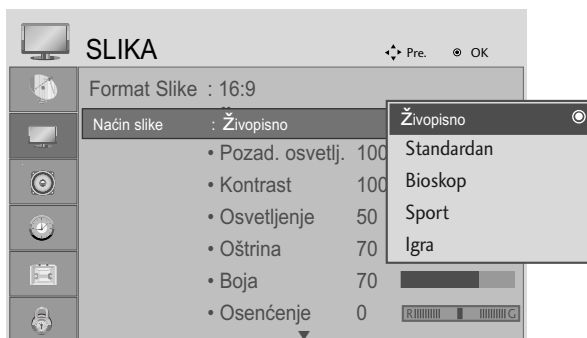 SLIKA Pre. OK
Format Slike : 16:9
Naćin slike : Živopisno
• Pozad. osvetlj. 100
• Kontrast 100
• Osvetljenje 50
• Oštrina 70
• Boja 70
• Osenćenje 0 R G
Živopisno
Standardan
Bioskop
Sport
Igra